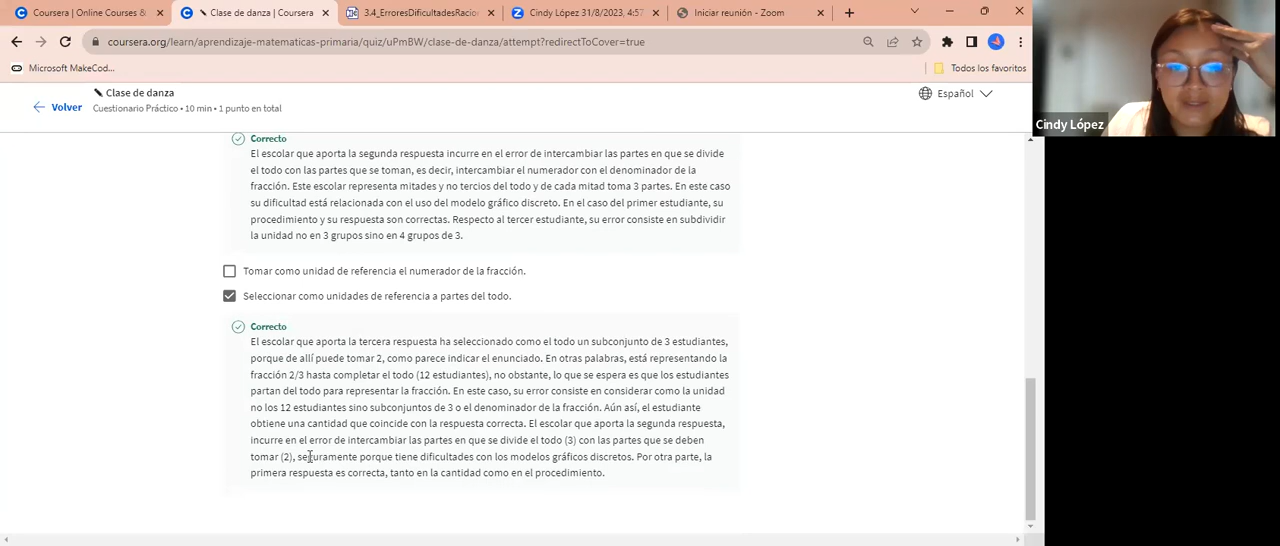 Coursera | Online Courses &
Clase de danza | Coursera
3.4_ErroresDificultadesRacio
Cindy López 31/8/2023, 4:57
Iniciar reunión - Zoom
coursera.org/learn/aprendizaje-matematicas-primaria/quiz/uPmBW/clase-de-danza/attempt?redirectToCover=true
Microsoft MakeCod...
Todos los favoritos
Volver
Clase de danza
Cuestionario Práctico • 10 min • 1 punto en total
Español
Cindy López
Correcto
El escolar que aporta la segunda respuesta incurre en el error de intercambiar las partes en que se divide
el todo con las partes que se toman, es decir, intercambiar el numerador con el denominador de la
fracción. Este escolar representa mitades y no tercios del todo y de cada mitad toma 3 partes. En este caso
su dificultad está relacionada con el uso del modelo gráfico discreto. En el caso del primer estudiante, su
procedimiento y su respuesta son correctas. Respecto al tercer estudiante, su error consiste en subdividir
la unidad no en 3 grupos sino en 4 grupos de 3.
Tomar como unidad de referencia el numerador de la fracción.
Seleccionar como unidades de referencia a partes del todo.
Correcto
El escolar que aporta la tercera respuesta ha seleccionado como el todo un subconjunto de 3 estudiantes,
porque de allí puede tomar 2, como parece indicar el enunciado. En otras palabras, está representando la
fracción 2/3 hasta completar el todo (12 estudiantes), no obstante, lo que se espera es que los estudiantes
partan del todo para representar la fracción. En este caso, su error consiste en considerar como la unidad
no los 12 estudiantes sino subconjuntos de 3 o el denominador de la fracción. Aún así, el estudiante
obtiene una cantidad que coincide con la respuesta correcta. El escolar que aporta la segunda respuesta,
incurre en el error de intercambiar las partes en que se divide el todo (3) con las partes que se deben
tomar (2), seguramente porque tiene dificultades con los modelos gráficos discretos. Por otra parte, la
primera respuesta es correcta, tanto en la cantidad como en el procedimiento.